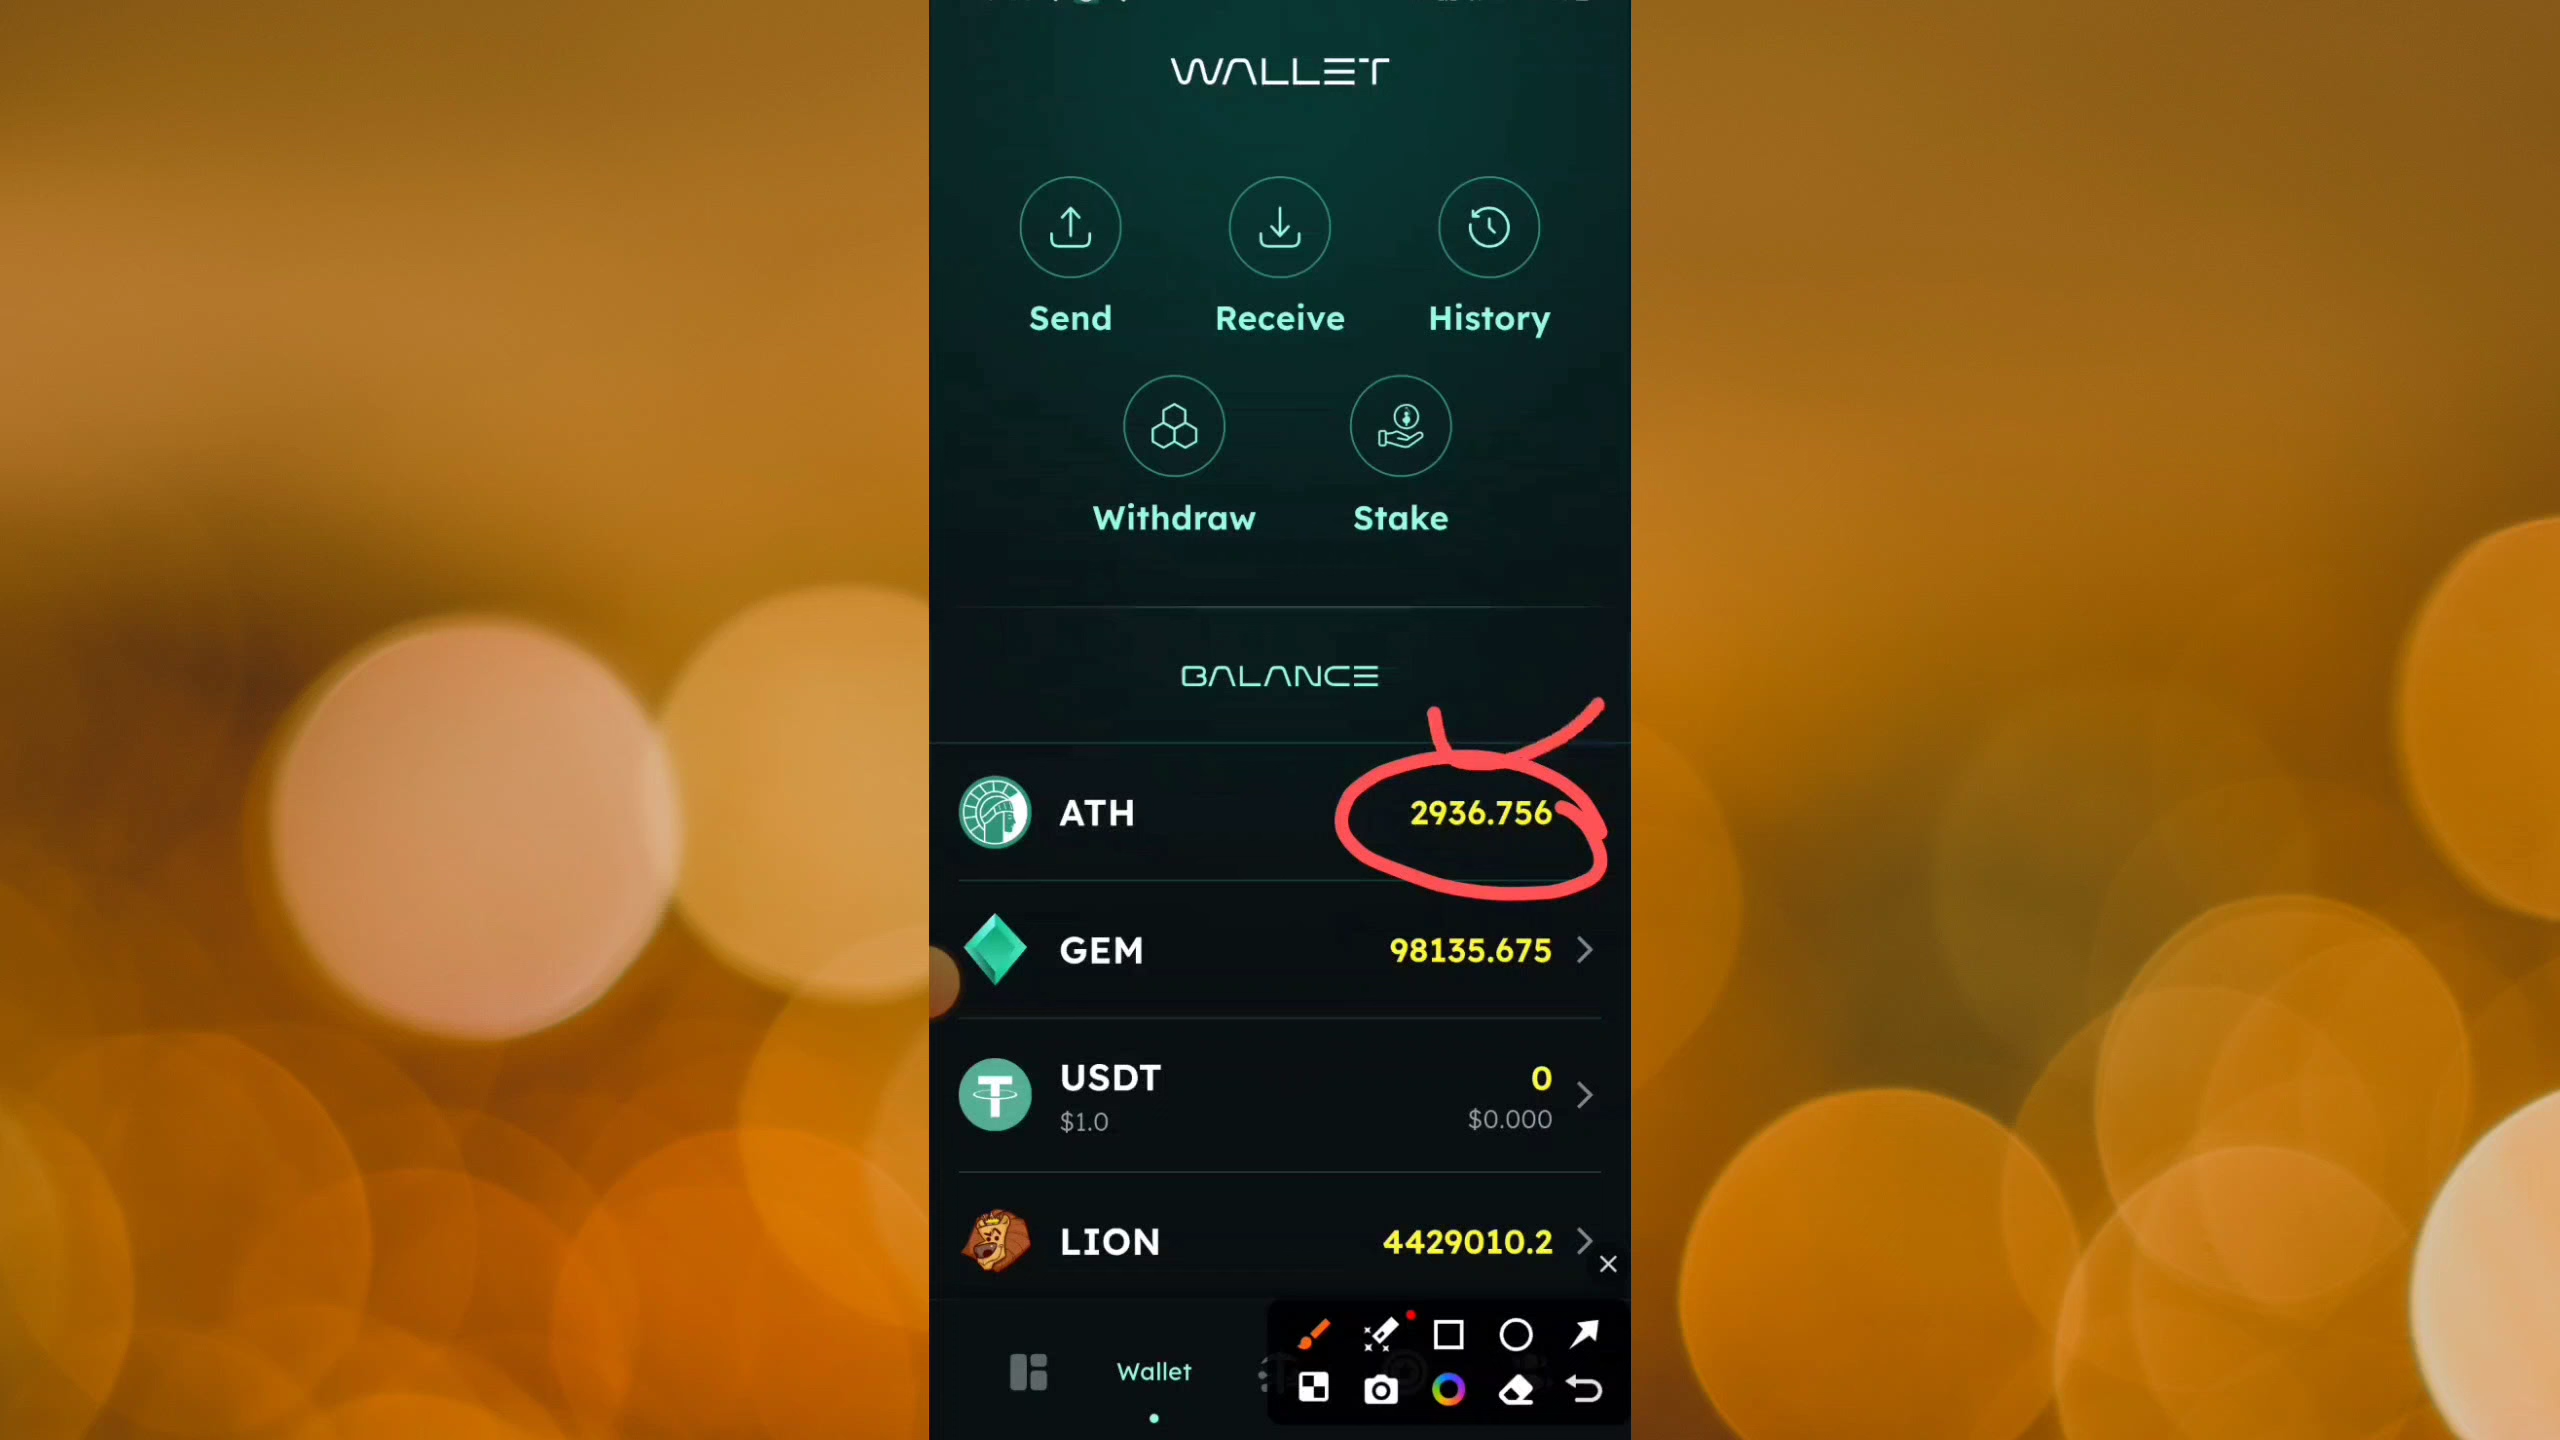 WALLET
Send Receive History
Withdraw Stake
BALANCE
ATH 2936.756
GEM 98135.675
USDT 0
$1.0 $0.000
LION 4429010.2
Wallet